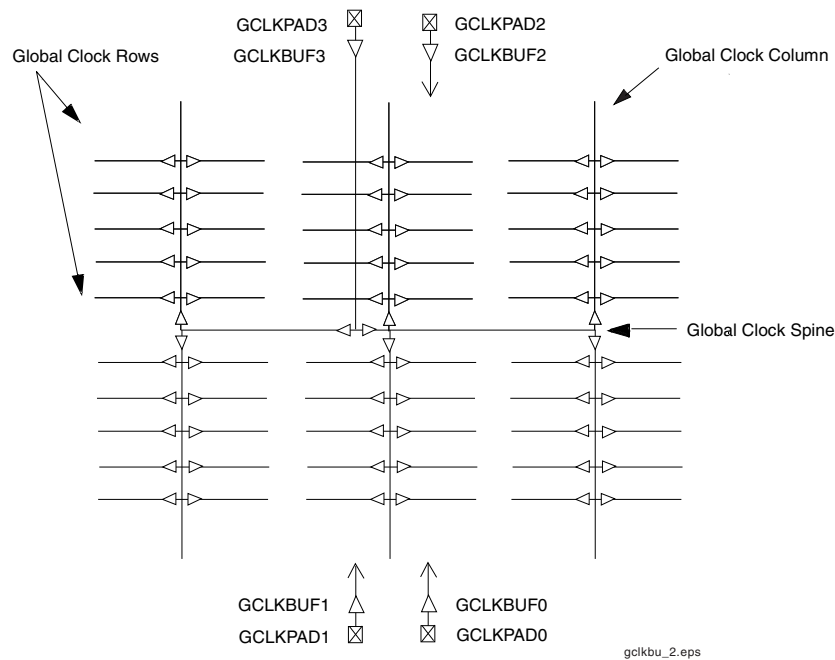 GCLKPAD3
GCLKPAD2
GCLKBUF3
GCLKBUF2
Global Clock Rows
Global Clock Column
Global Clock Spine
GCLKBUF1
GCLKBUF0
GCLKPAD1
GCLKPAD0
gclkbu_2.eps